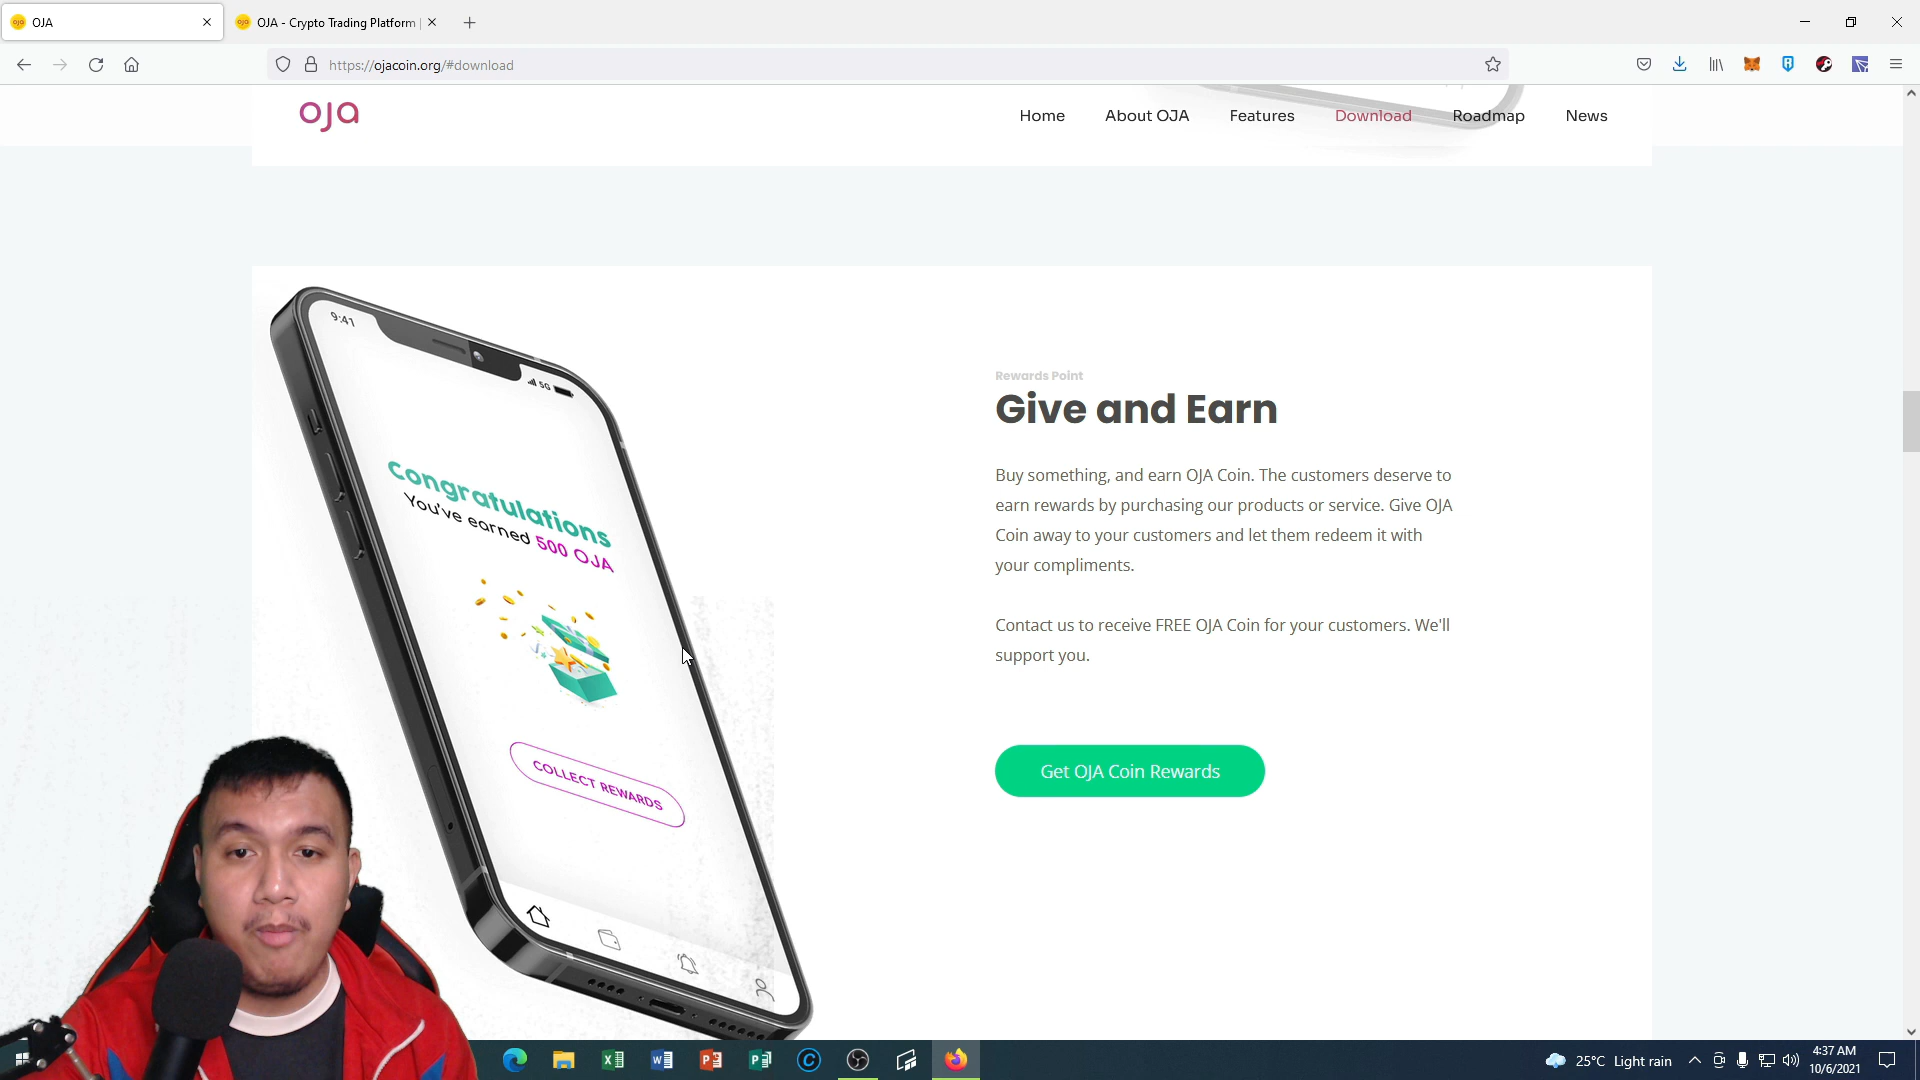 OJA
OJA - Crypto Trading Platform |
https://ojacoin.org/#download
oja
Home
About OJA
Features
Download
Roadmap
News
9:41
5G
Congratulations
You've earned 500 OJA
COLLECT REWARDS
Rewards Point
Give and Earn
Buy something, and earn OJA Coin. The customers deserve to
earn rewards by purchasing our products or service. Give OJA
Coin away to your customers and let them redeem it with
your compliments.
Contact us to receive FREE OJA Coin for your customers. We'll
support you.
Get OJA Coin Rewards
25°C Light rain
4:37 AM
10/6/2021